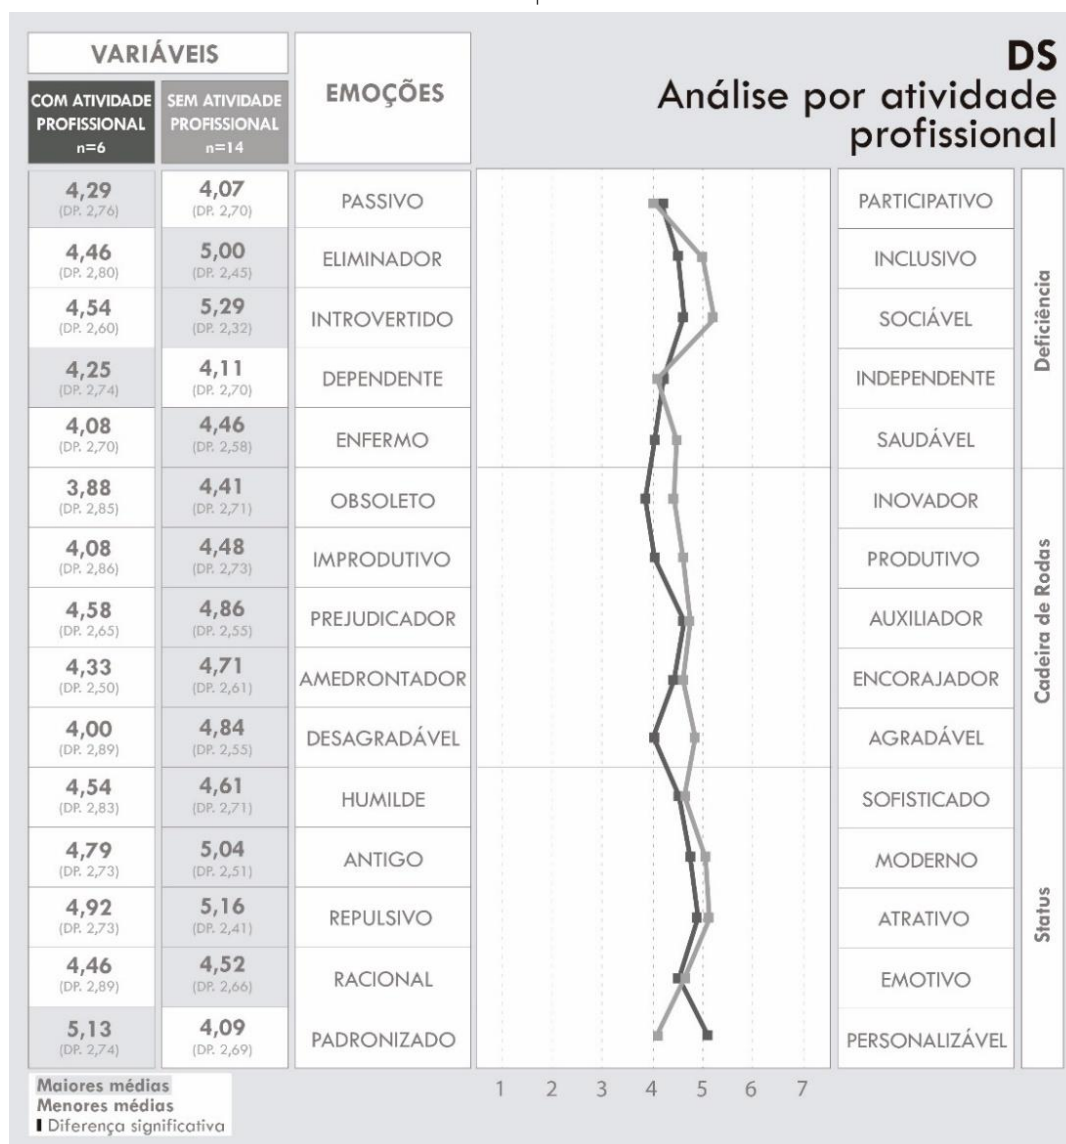 VARIÁVEIS
COM ATIVIDADE PROFISSIONAL n=6
SEM ATIVIDADE PROFISSIONAL n=14
EMOÇÕES
DS
Análise por atividade
profissional
4,29 4,07 PASSIVO PARTICIPATIVO
(DP. 2,76) (DP. 2,70)
4,46 5,00 ELIMINADOR INCLUSIVO
(DP. 2,80) (DP. 2,45)
4,54 5,29 INTROVERTIDO SOCIÁVEL
(DP. 2,60) (DP. 2,32)
4,25 4,11 DEPENDENTE INDEPENDENTE
(DP. 2,74) (DP. 2,70)
4,08 4,46 ENFERMO SAUDÁVEL
(DP. 2,70) (DP. 2,58)
Deficiência
3,88 4,41 OBSOLETO INOVADOR
(DP. 2,85) (DP. 2,71)
4,08 4,48 IMPRODUTIVO PRODUTIVO
(DP. 2,86) (DP. 2,73)
4,58 4,86 PREJUDICADOR AUXILIADOR
(DP. 2,65) (DP. 2,55)
4,33 4,71 AMEDRONTADOR ENCORAJADOR
(DP. 2,50) (DP. 2,61)
4,00 4,84 DESAGRADÁVEL AGRADÁVEL
(DP. 2,89) (DP. 2,55)
Cadeira de Rodas
4,54 4,61 HUMILDE SOFISTICADO
(DP. 2,83) (DP. 2,71)
4,79 5,04 ANTIGO MODERNO
(DP. 2,73) (DP. 2,51)
4,92 5,16 REPULSIVO ATRATIVO
(DP. 2,73) (DP. 2,41)
4,46 4,52 RACIONAL EMOTIVO
(DP. 2,89) (DP. 2,66)
5,13 4,09 PADRONIZADO PERSONALIZÁVEL
(DP. 2,74) (DP. 2,69)
Status
1 2 3 4 5 6 7
Maiores médias
Menores médias
Diferença significativa